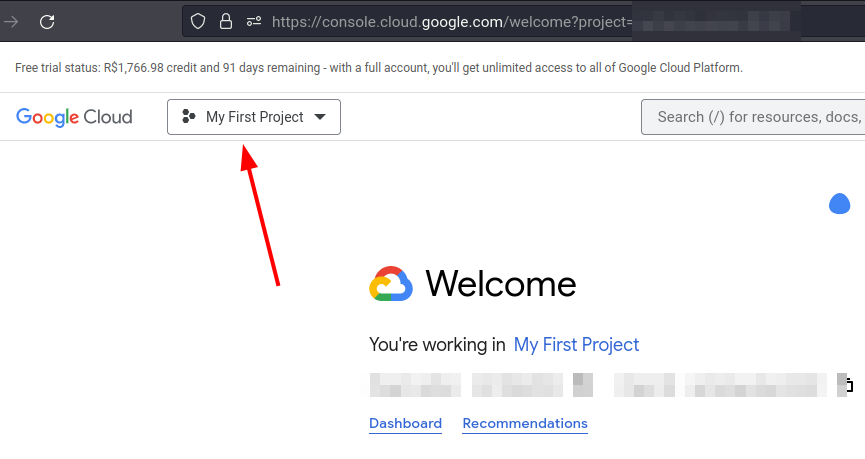 https://console.cloud.google.com/welcome?project=
Free trial status: R$1,766.98 credit and 91 days remaining - with a full account, you'll get unlimited access to all of Google Cloud Platform.
Google Cloud My First Project Search (/) for resources, docs,
Welcome
You're working in My First Project
Dashboard Recommendations